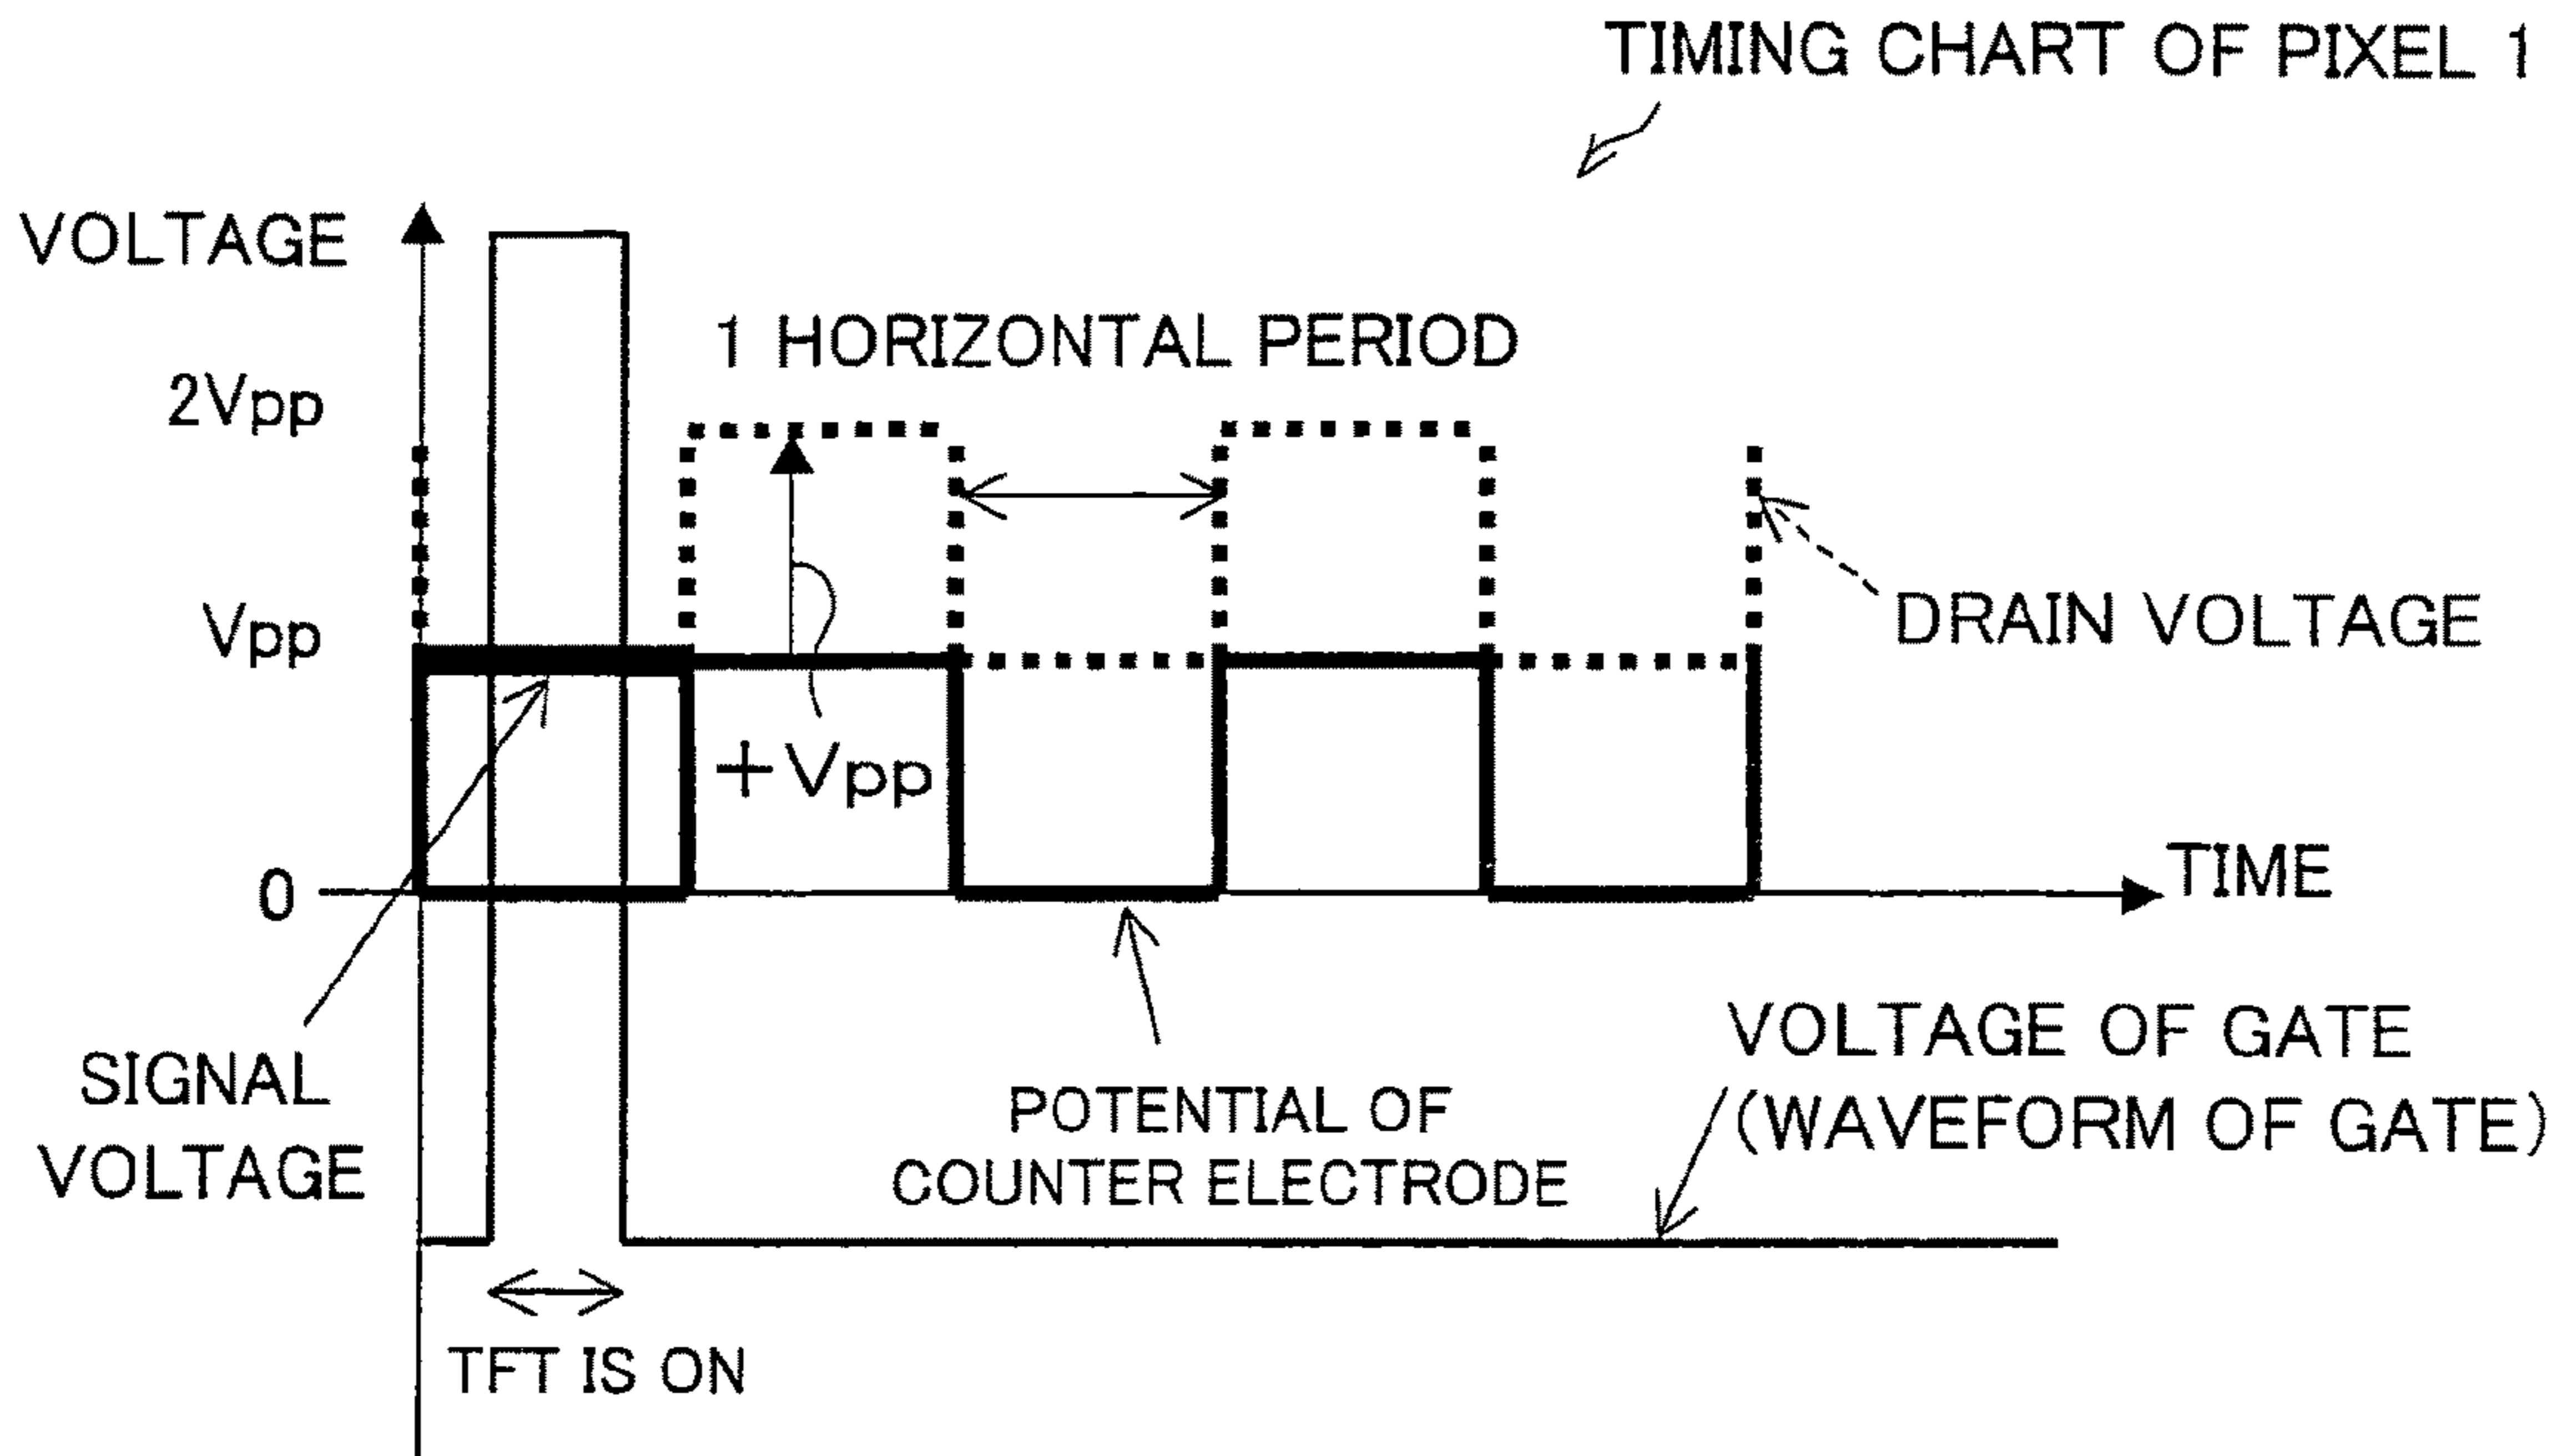 TIMING CHART OF PIXEL 1
VOLTAGE
1 HORIZONTAL PERIOD
2Vpp
Vpp
DRAIN VOLTAGE
+Vpp
0
TIME
SIGNAL
VOLTAGE
POTENTIAL OF
COUNTER ELECTRODE
VOLTAGE OF GATE
(WAVEFORM OF GATE)
TFT IS ON